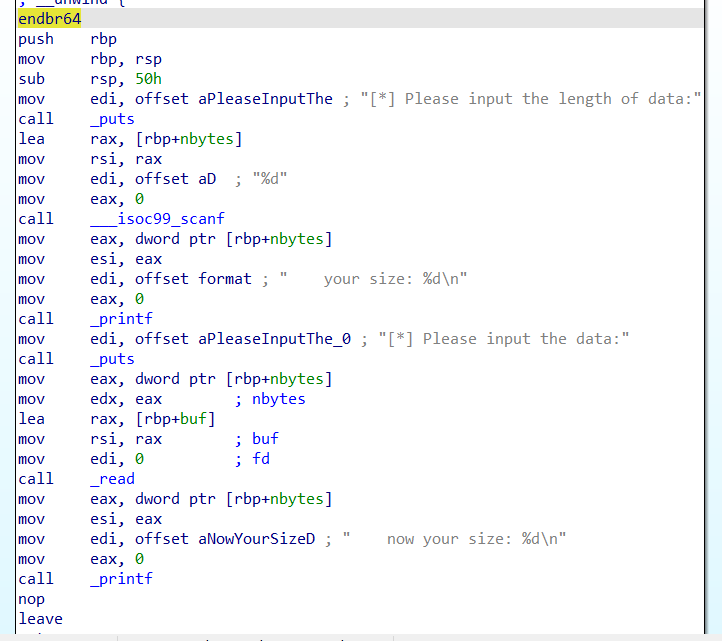 ; __unwind {
endbr64
push rbp
mov rbp, rsp
sub rsp, 50h
mov edi, offset aPleaseInputThe ; "[*] Please input the length of data:"
call _puts
lea rax, [rbp+nbytes]
mov rsi, rax
mov edi, offset aD ; "%d"
mov eax, 0
call ___isoc99_scanf
mov eax, dword ptr [rbp+nbytes]
mov esi, eax
mov edi, offset format ; "    your size: %d\n"
mov eax, 0
call _printf
mov edi, offset aPleaseInputThe_0 ; "[*] Please input the data:"
call _puts
mov eax, dword ptr [rbp+nbytes]
mov edx, eax ; nbytes
lea rax, [rbp+buf]
mov rsi, rax ; buf
mov edi, 0 ; fd
call _read
mov eax, dword ptr [rbp+nbytes]
mov esi, eax
mov edi, offset aNowYourSizeD ; "    now your size: %d\n"
mov eax, 0
call _printf
nop
leave